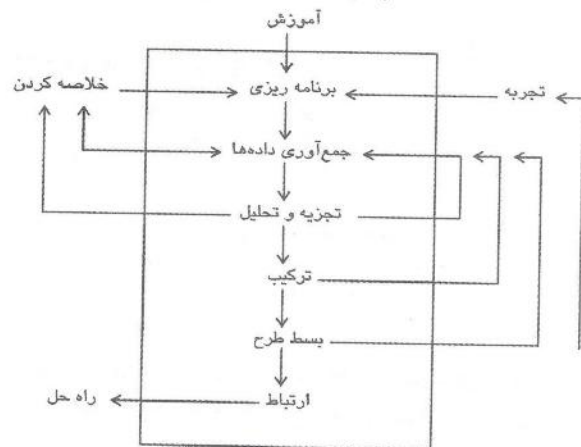 آموزش
خلاصه کردن
برنامه ریزی
تجربه
جمع‌آوری داده‌ها
تجزیه و تحلیل
ترکیب
بسط طرح
ارتباط
راه حل